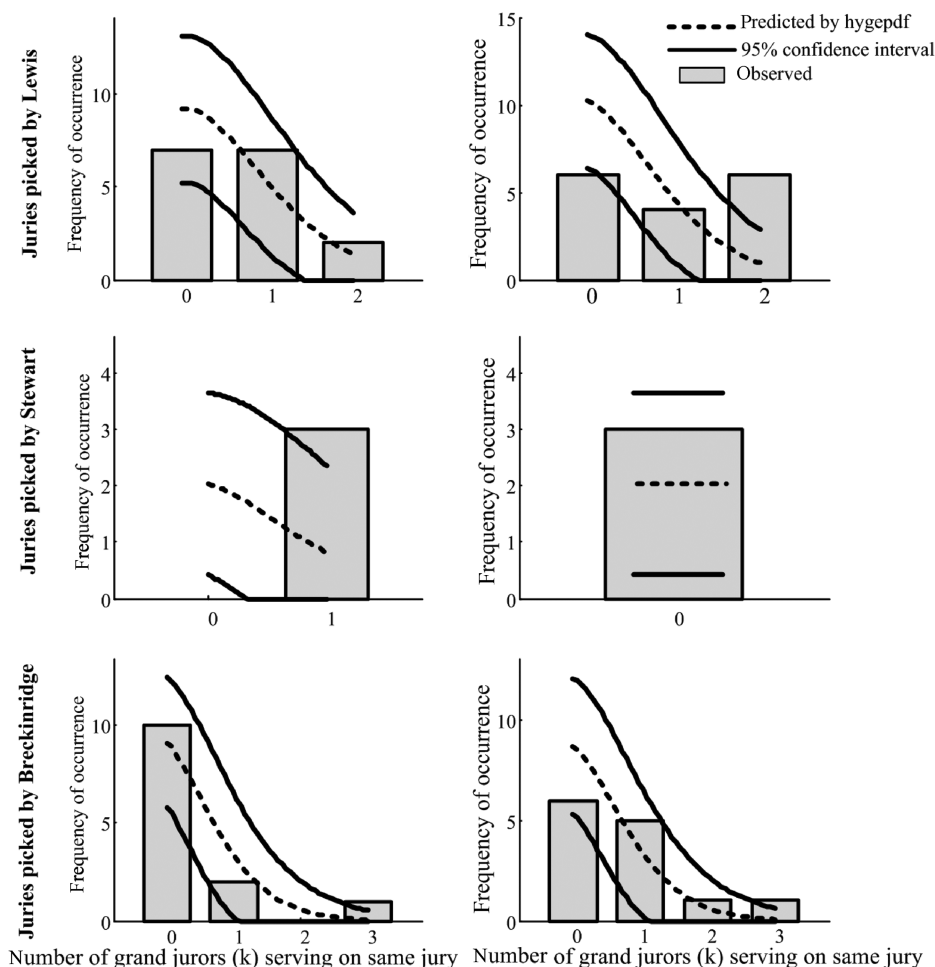 Juries picked by Lewis
Frequency of occurrence
10
5
0
0 1 2
Frequency of occurrence
15
10
5
0
0 1 2
Predicted by hygepdf
95% confidence interval
Observed
Juries picked by Stewart
Frequency of occurrence
4
3
2
1
0
0 1
Frequency of occurrence
4
3
2
1
0
0
Juries picked by Breckinridge
Frequency of occurrence
10
5
0
0 1 2 3
Number of grand jurors (k) serving on same jury
Frequency of occurrence
10
5
0
0 1 2 3
Number of grand jurors (k) serving on same jury